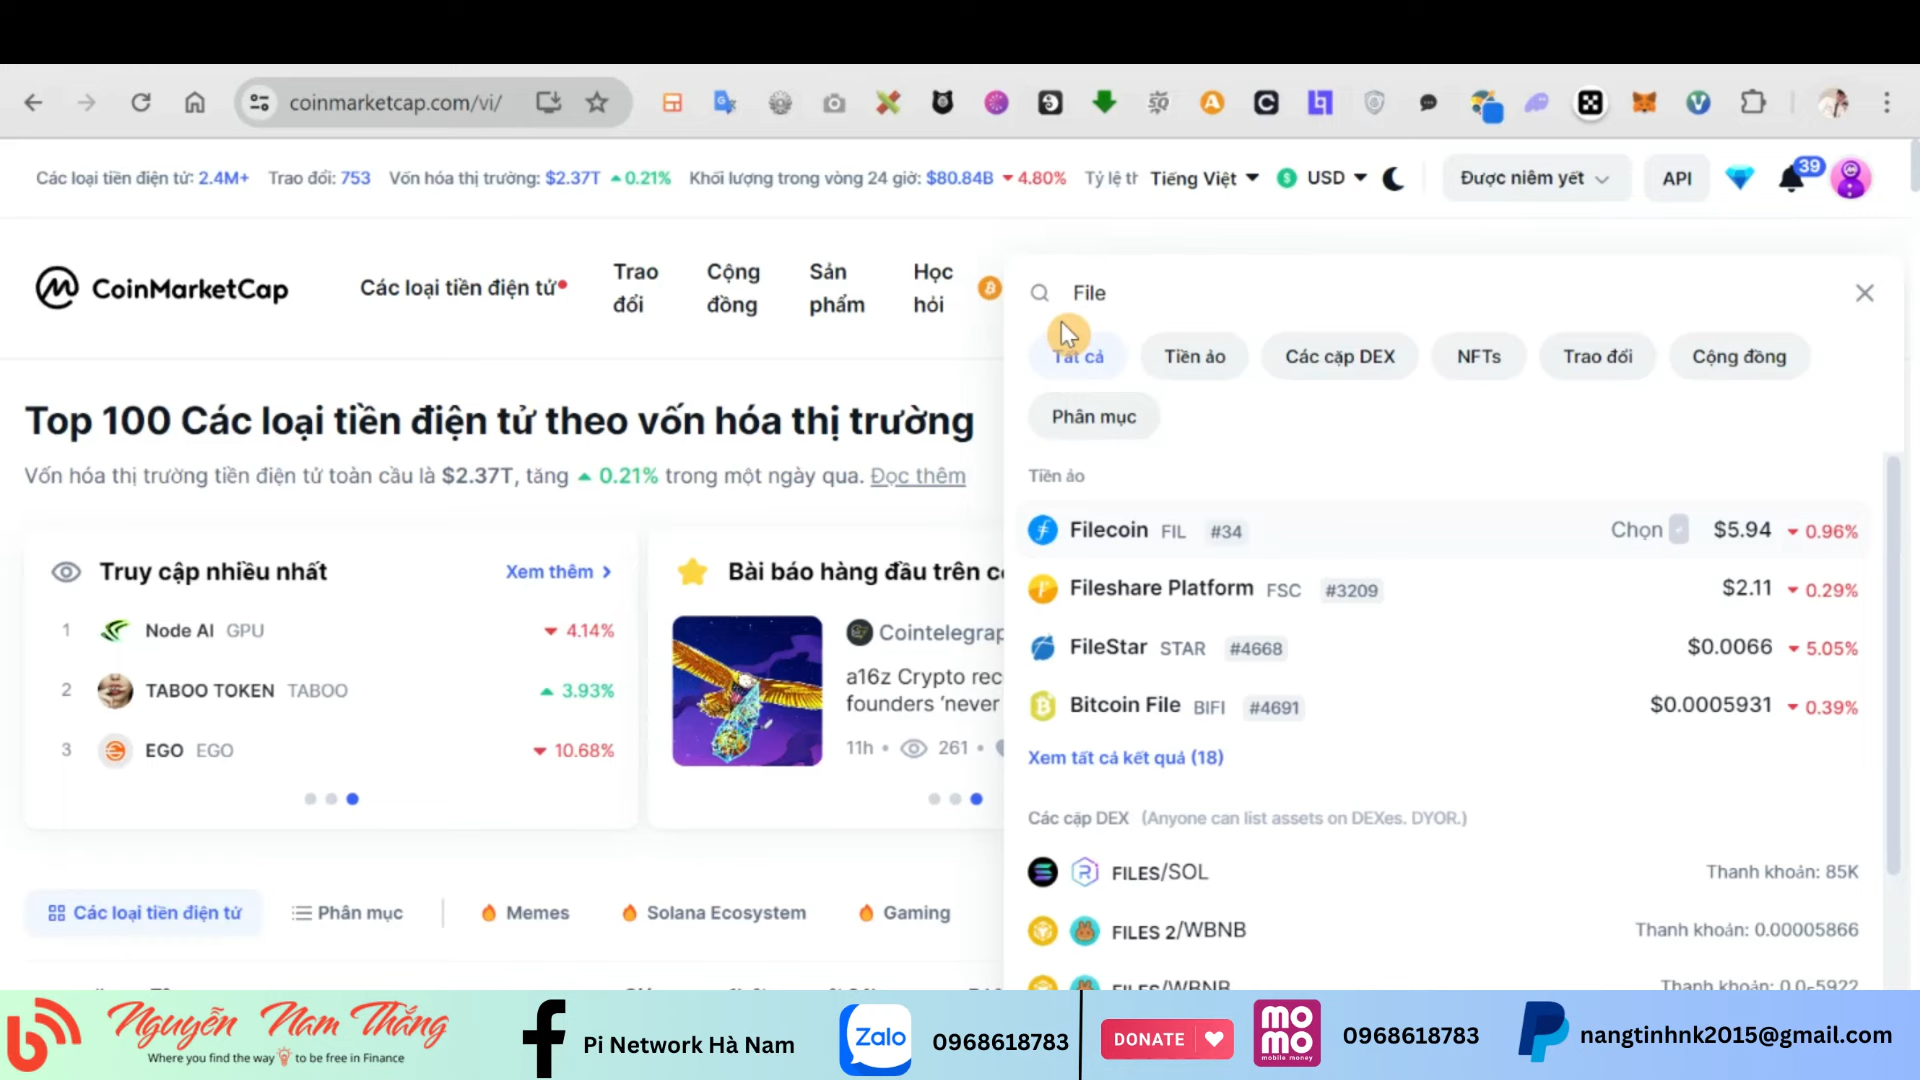 coinmarketcap.com/vi/
Các loại tiền điện tử: 2.4M+ Trao đổi: 753 Vốn hóa thị trường: $2.37T 0.21% Khối lượng trong vòng 24 giờ: $80.84B 4.80% Tỷ lệ Tiếng Việt USD Được niêm yết API 39
CoinMarketCap
Các loại tiền điện tử
Trao đổi
Cộng đồng
Sản phẩm
Học hỏi
File
Tất cả Tiền ảo Các cặp DEX NFTs Trao đổi Cộng đồng
Phân mục
Top 100 Các loại tiền điện tử theo vốn hóa thị trường
Vốn hóa thị trường tiền điện tử toàn cầu là $2.37T, tăng 0.21% trong một ngày qua. Đọc thêm
Truy cập nhiều nhất Xem thêm
1 Node AI GPU 4.14%
2 TABOO TOKEN TABOO 3.93%
3 EGO EGO 10.68%
Bài báo hàng đầu trên
a16z Crypto
founders ‘never
11h • 261 •
Tiền ảo
Filecoin FIL #34 Chọn $5.94 0.96%
Fileshare Platform FSC #3209 $2.11 0.29%
FileStar STAR #4668 $0.0066 5.05%
Bitcoin File BIFI #4691 $0.0005931 0.39%
Xem tất cả kết quả (18)
Các cặp DEX (Anyone can list assets on DEXes. DYOR.)
FILES/SOL Thanh khoản: 85K
FILES 2/WBNB Thanh khoản: 0.00005866
FILES/WBNB Thanh khoản:
Các loại tiền điện tử Phân mục Memes Solana Ecosystem Gaming
Nguyễn Nam Thắng
Where you find the way to be free in Finance
Pi Network Hà Nam
Zalo
0968618783
DONATE
mo
mo
mobile money
0968618783
nangtinhnk2015@gmail.com